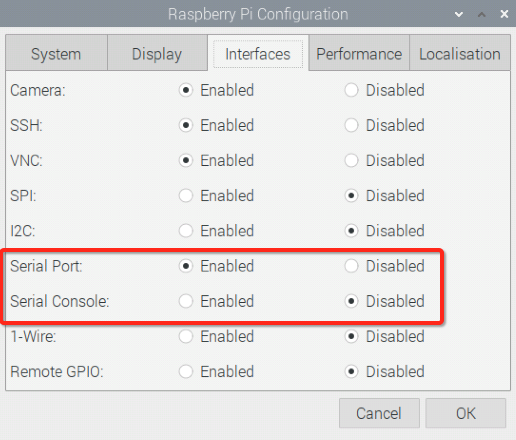 Raspberry Pi Configuration
System Display Interfaces Performance Localisation
Camera: Enabled Disabled
SSH: Enabled Disabled
VNC: Enabled Disabled
SPI: Enabled Disabled
I2C: Enabled Disabled
Serial Port: Enabled Disabled
Serial Console: Enabled Disabled
1-Wire: Enabled Disabled
Remote GPIO: Enabled Disabled
Cancel OK